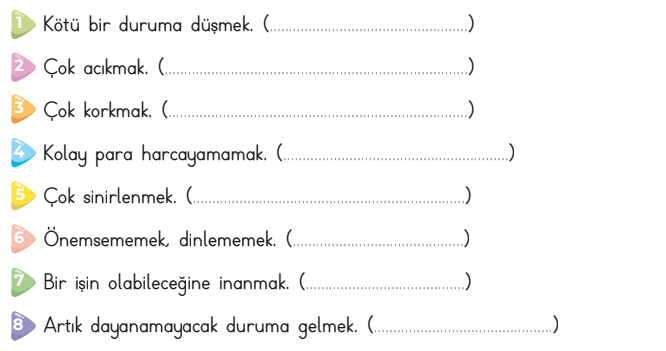 1 Kötü bir duruma düşmek. (......................................................)
2 Çok acıkmak. (....................................................................................)
3 Çok korkmak. (..................................................................................)
4 Kolay para harcayamamak. (..............................................................)
5 Çok sinirlenmek. (...........................................................................)
6 Önemsememek, dinlememek. (................................................)
7 Bir işin olabileceğine inanmak. (............................................)
8 Artık dayanamayacak duruma gelmek. (.................................................)